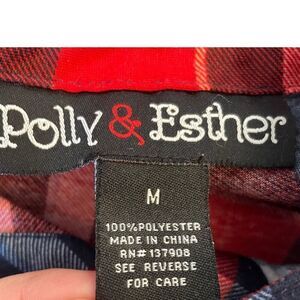 Polly & Esther
M
100%POLYESTER
MADE IN CHINA
RN#137908
SEE REVERSE
FOR CARE